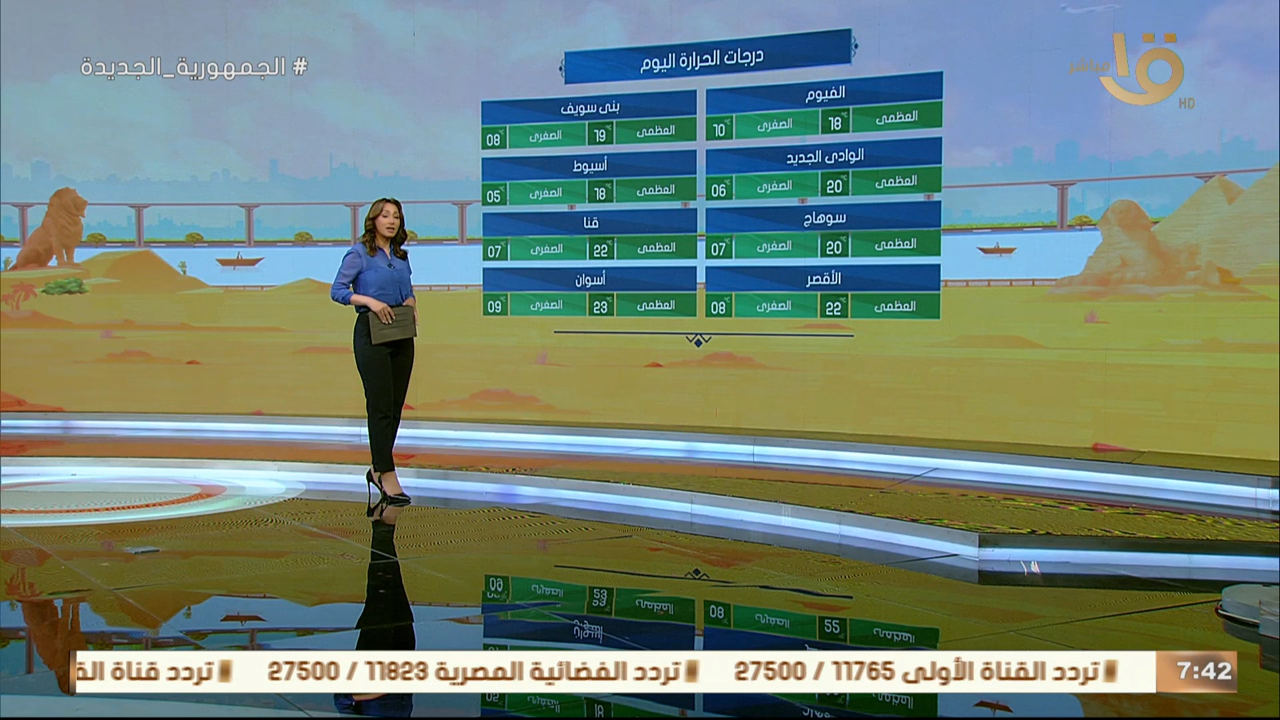 #الجمهورية_الجديدة
مباشر
HD
درجات الحرارة اليوم
الفيوم
العظمى 18 الصغرى 10
بنى سويف
العظمى 19 الصغرى 08
الوادى الجديد
العظمى 20 الصغرى 06
أسيوط
العظمى 18 الصغرى 05
سوهاج
العظمى 20 الصغرى 07
قنا
العظمى 22 الصغرى 07
الأقصر
العظمى 22 الصغرى 08
أسوان
العظمى 23 الصغرى 09
7:42
تردد القناة الأولى 11765 / 27500 تردد الفضائية المصرية 11823 / 27500 تردد قناة